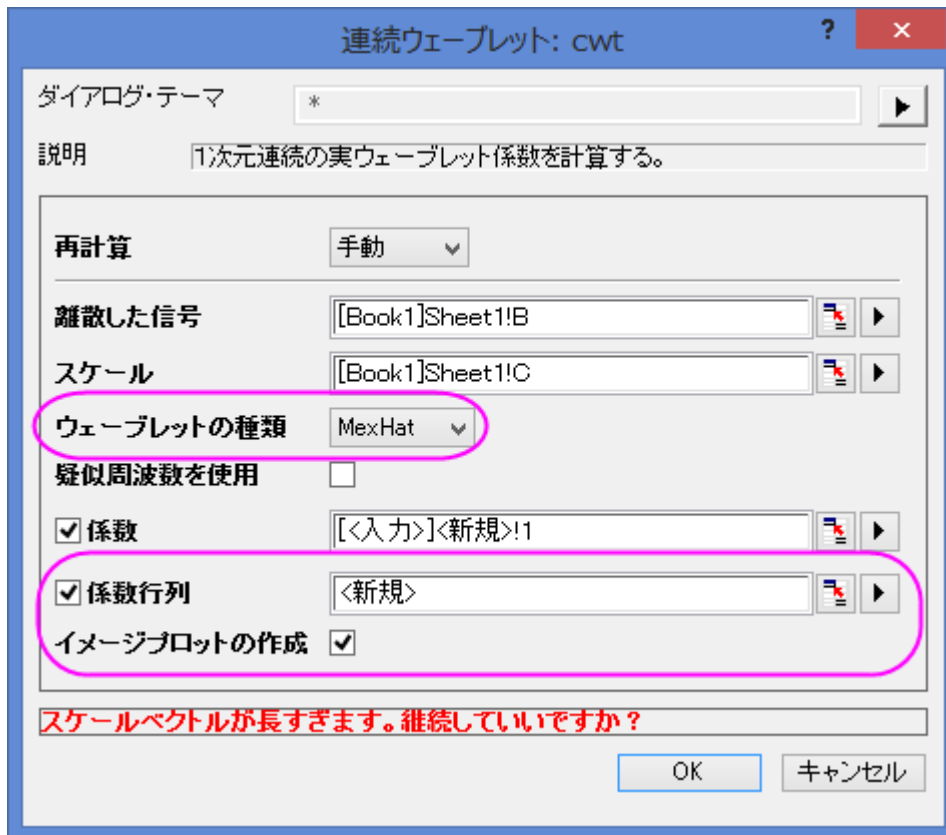 連続ウェーブレット: cwt
?
×
ダイアログ・テーマ *
説明 1次元連続の実ウェーブレット係数を計算する。
再計算 手動
離散した信号 [Book1]Sheet1!B
スケール [Book1]Sheet1!C
ウェーブレットの種類 MexHat
疑似周波数を使用
係数 [<入力>]<新規>!1
係数行列 <新規>
イメージプロットの作成
スケールベクトルが長すぎます。継続していいですか?
OK キャンセル